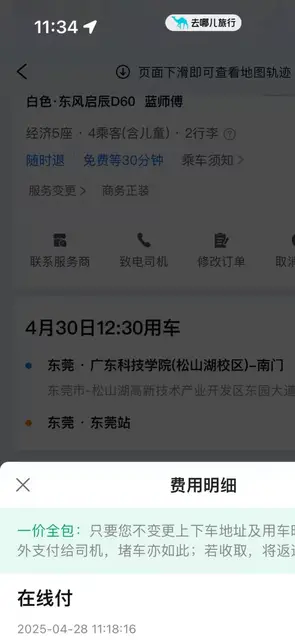 11:34
去哪儿旅行
页面下滑即可查看地图轨迹
白色·东风启辰D60 蓝师傅
经济5座·4乘客(含儿童)·2行李
随时退 免费等30分钟 乘车须知
服务变更 商务正装
联系服务商 致电司机 修改订单 取消
4月30日12:30用车
东莞·广东科技学院(松山湖校区)-南门
东莞市-松山湖高新技术产业开发区东园大道
东莞·东莞站
费用明细
一价全包:只要您不变更上下车地址及用车时
外支付给司机,堵车亦如此;若收取,将返还
在线付
2025-04-28 11:18:16